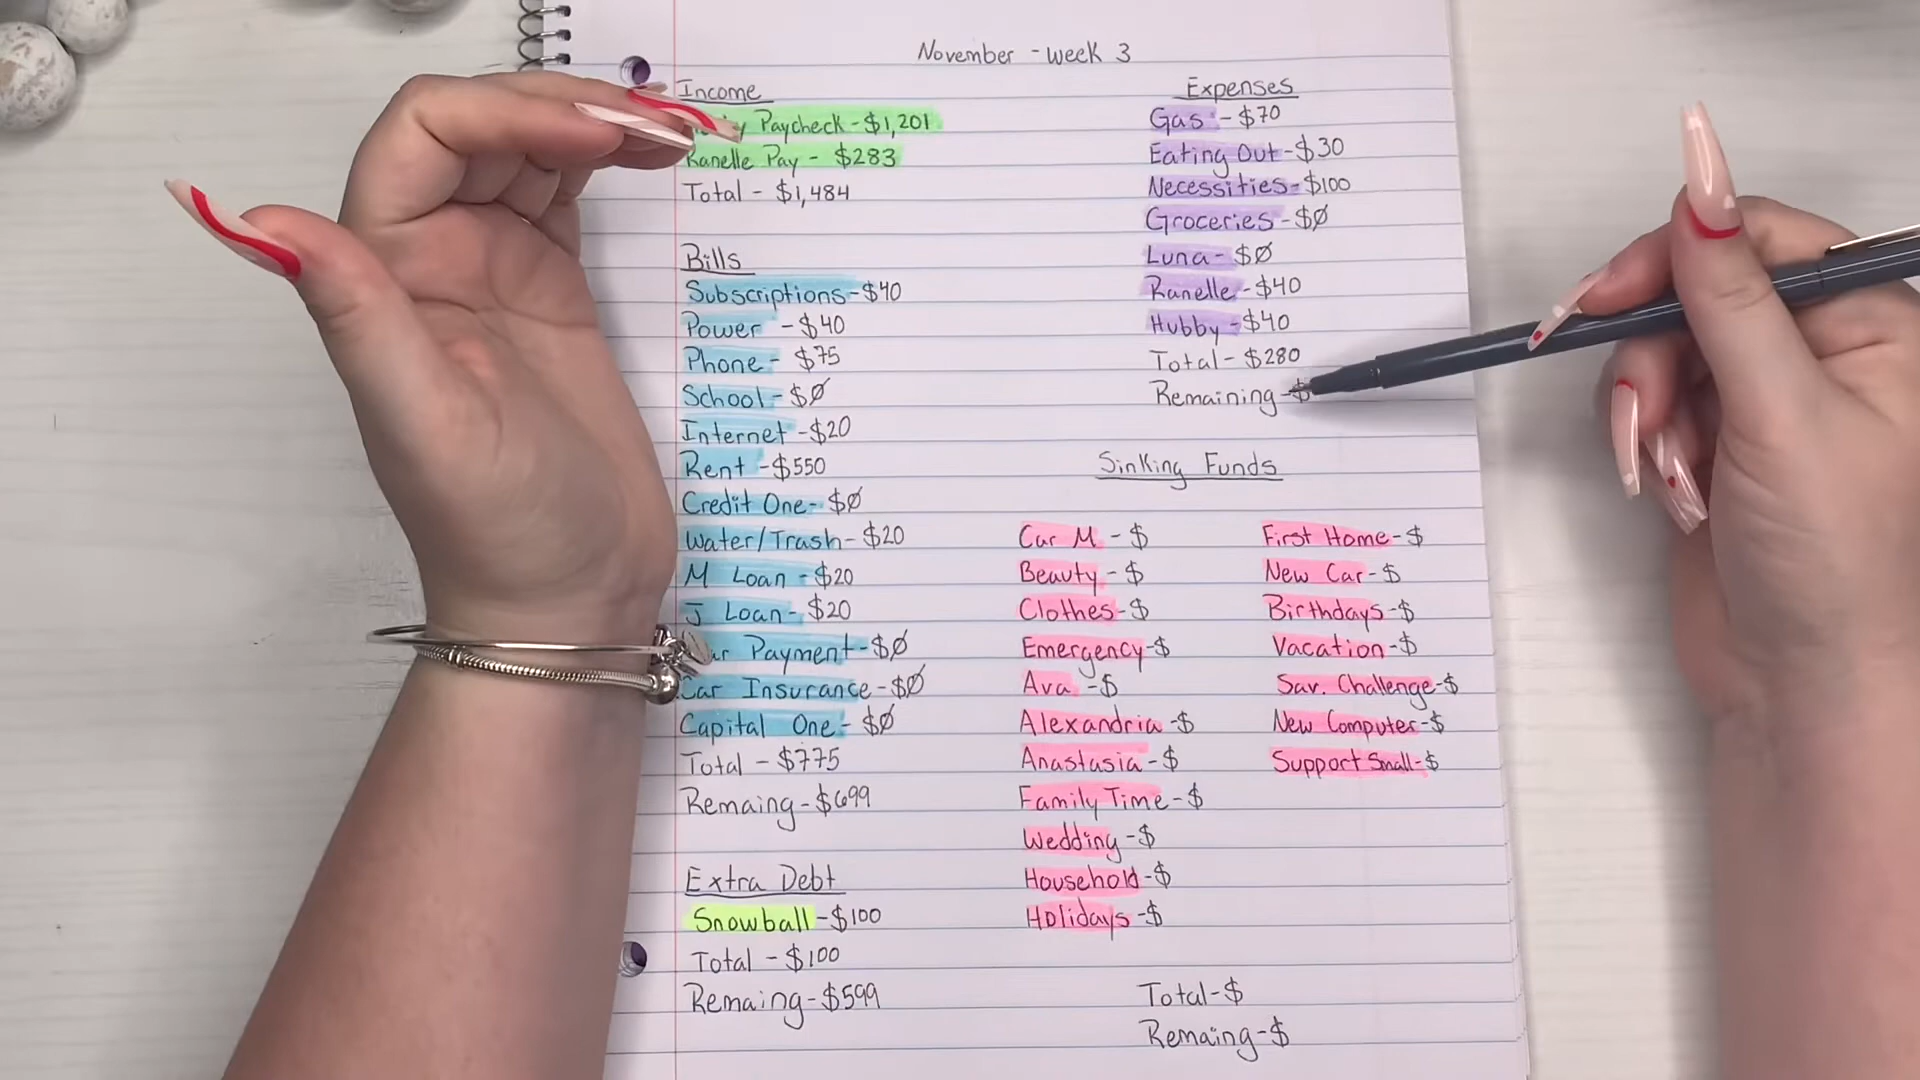 November - week 3
Income
Paycheck - $1,201
Ranelle Pay - $283
Total - $1,484
Bills
Subscriptions - $40
Power - $40
Phone - $75
School - $0
Internet - $20
Rent - $550
Credit One - $0
Water/Trash - $20
M Loan - $20
J Loan - $20
Car Payment - $0
Car Insurance - $0
Capital One - $0
Total - $775
Remaing - $699
Extra Debt
Snowball - $100
Total - $100
Remaing - $599
Expenses
Gas - $70
Eating Out - $30
Necessities - $100
Groceries - $0
Luna - $0
Ranelle - $40
Hubby - $40
Total - $280
Remaining - $
Sinking Funds
Car M - $
Beauty - $
Clothes - $
Emergency - $
Ava - $
Alexandria - $
Anastasia - $
Family Time - $
Wedding - $
Household - $
Holidays - $
First Home - $
New Car - $
Birthdays - $
Vacation - $
Sav. Challenge - $
New Computer - $
Support Small - $
Total - $
Remaing - $